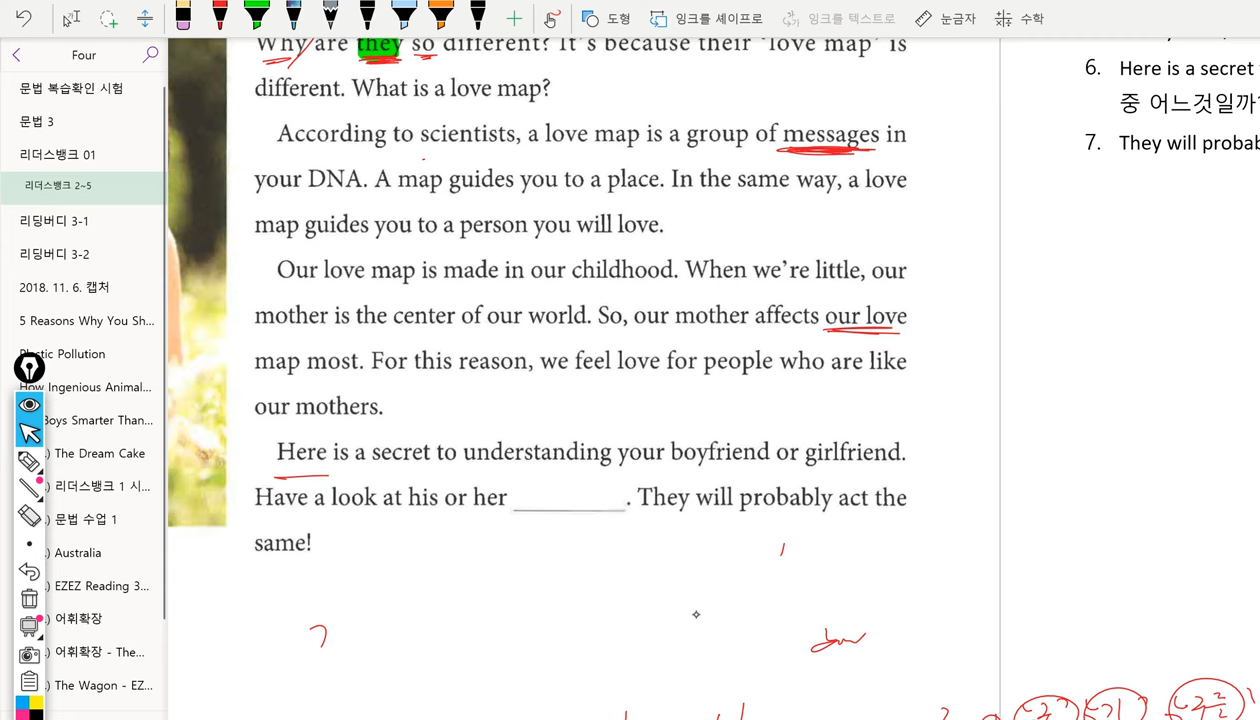 도형
잉크를 셰이프로
잉크를 텍스트로
눈금자
수학
Four
문법 복습확인 시험
문법 3
리더스뱅크 01
리더스뱅크 2~5
리딩버디 3-1
리딩버디 3-2
2018. 11. 6. 캡처
5 Reasons Why You Sh...
Plastic Pollution
How Ingenious Animal...
Boys Smarter Than...
.) The Dream Cake
.) 리더스뱅크 1 시...
.) 문법 수업 1
.) Australia
.) EZEZ Reading 3...
.) 어휘확장
.) 어휘확장 - The...
.) The Wagon - EZ...
Why are they so different? It's because their 'love map' is
different. What is a love map?
According to scientists, a love map is a group of messages in
your DNA. A map guides you to a place. In the same way, a love
map guides you to a person you will love.
Our love map is made in our childhood. When we're little, our
mother is the center of our world. So, our mother affects our love
map most. For this reason, we feel love for people who are like
our mothers.
Here is a secret to understanding your boyfriend or girlfriend.
Have a look at his or her ________. They will probably act the
same!
6. Here is a secret
중 어느것일까?
7. They will probab